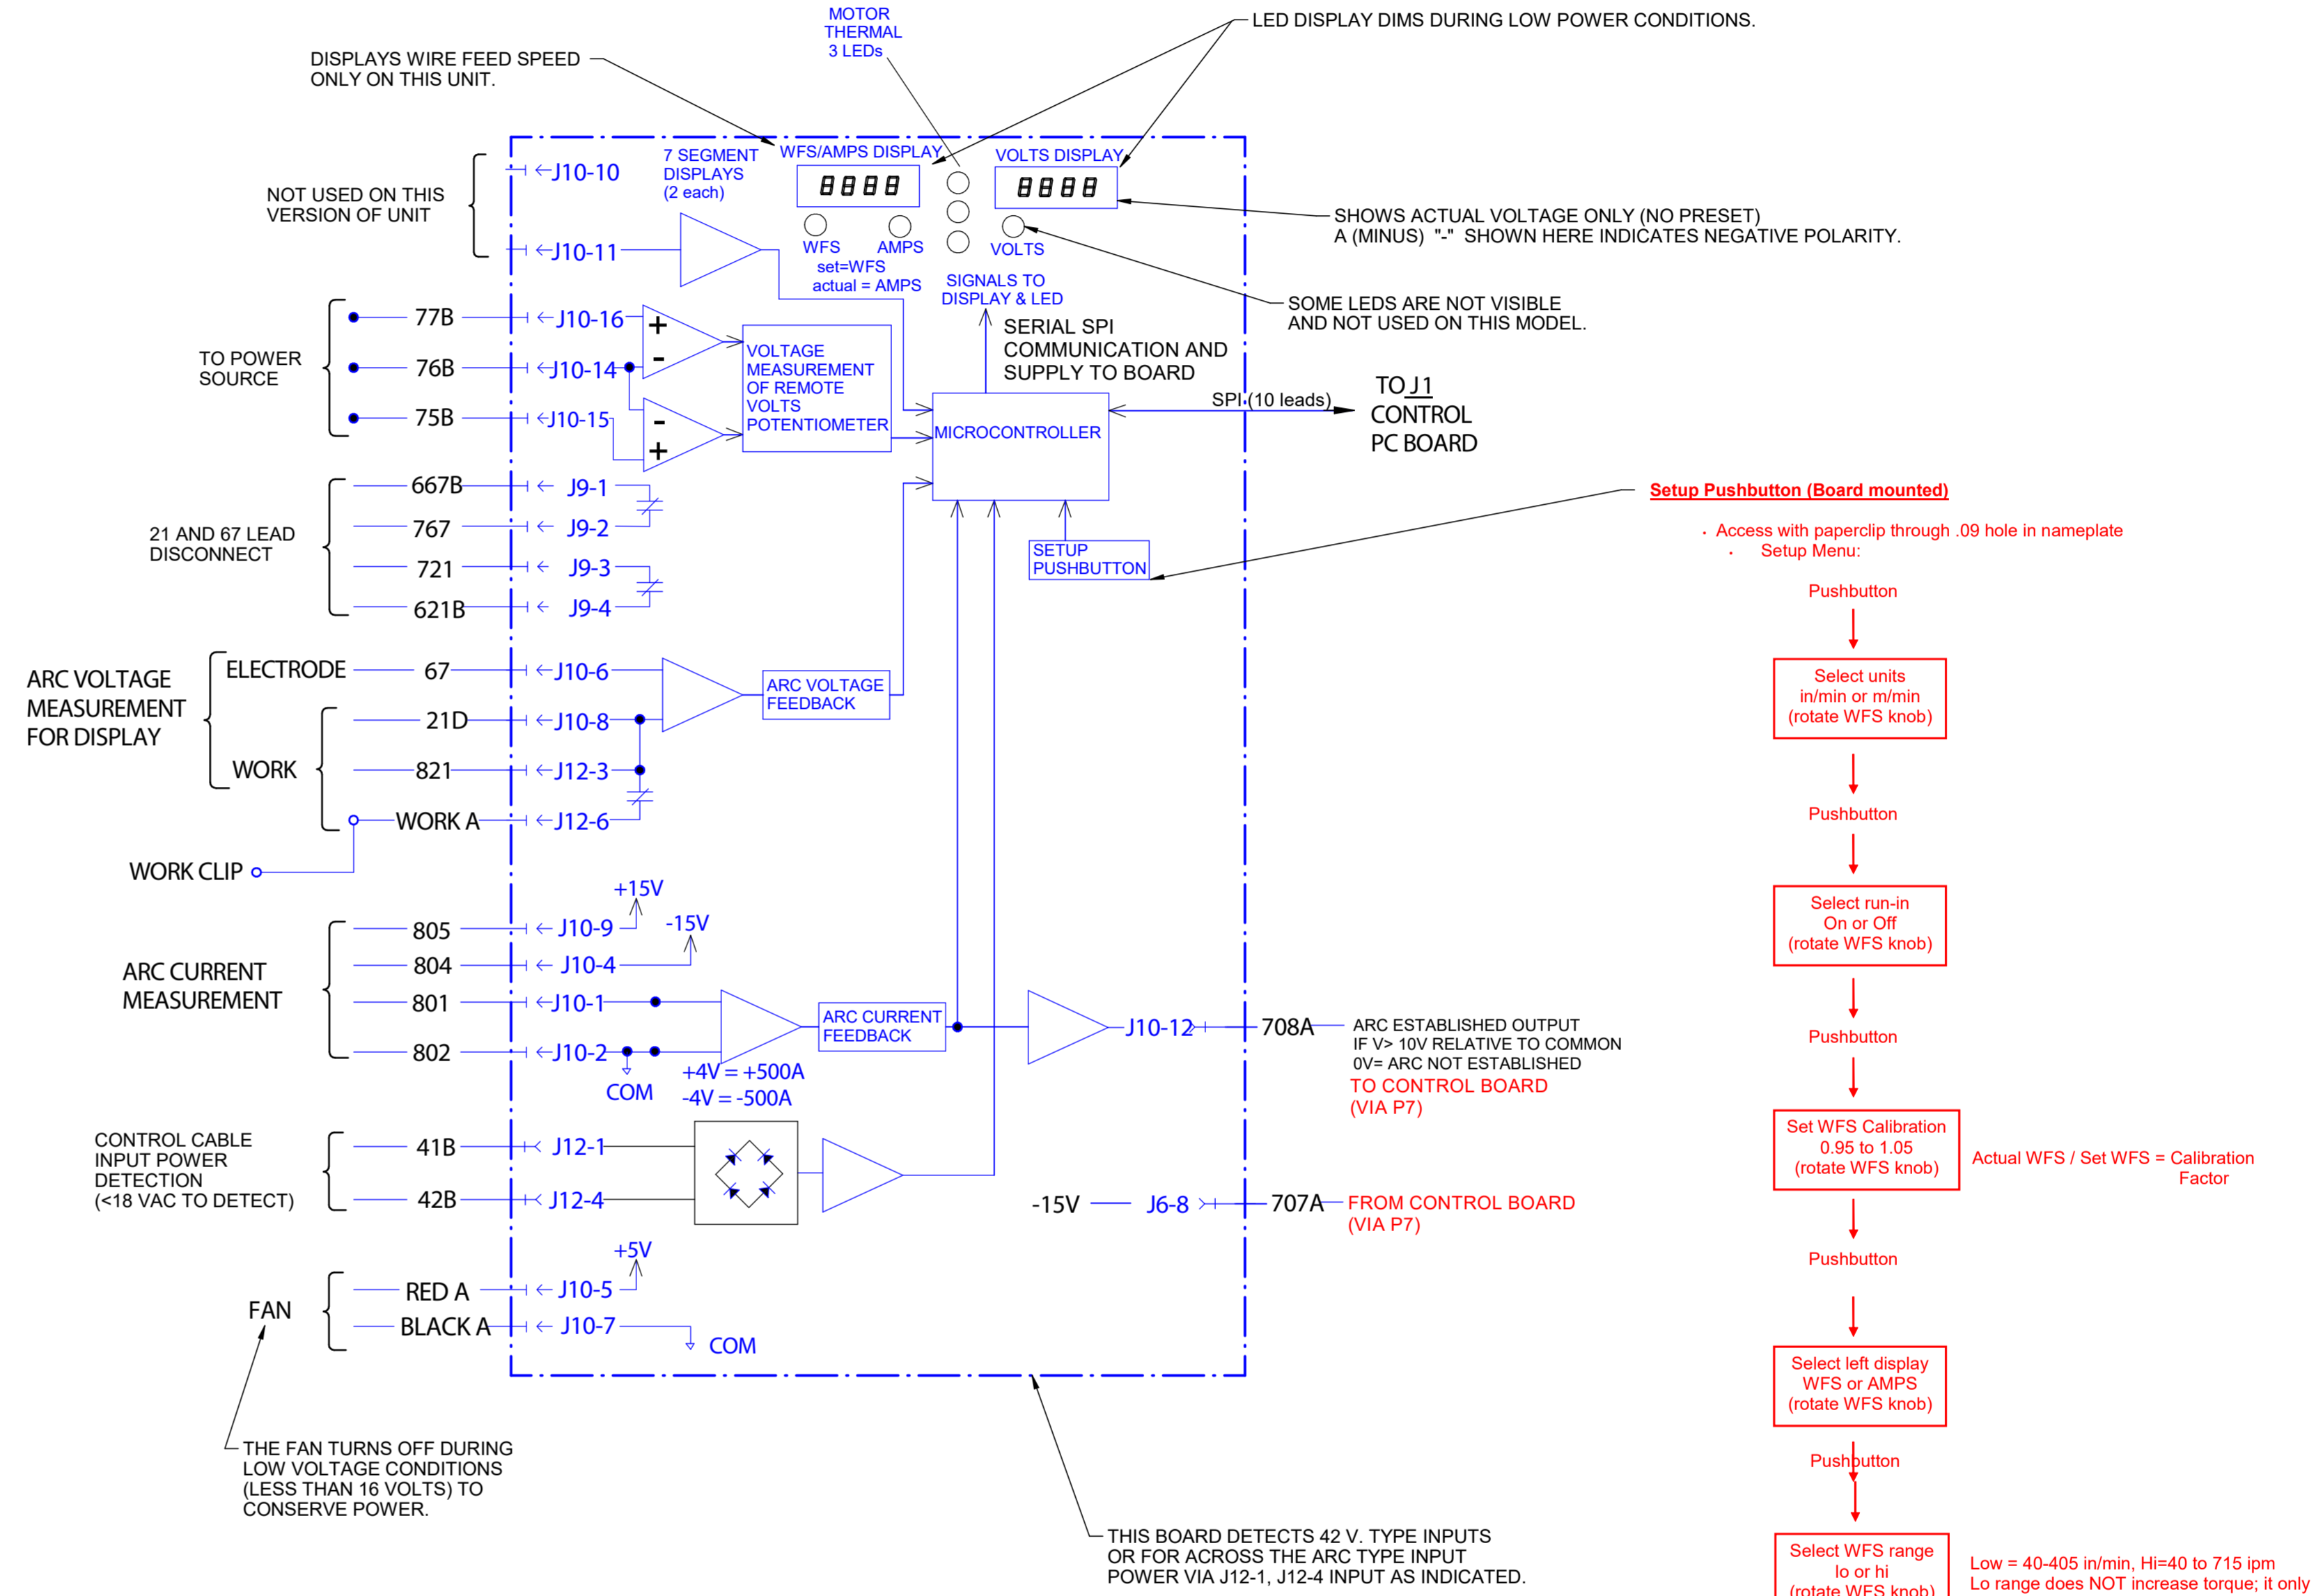 MOTOR
THERMAL
3 LEDs
LED DISPLAY DIMS DURING LOW POWER CONDITIONS.
DISPLAYS WIRE FEED SPEED
ONLY ON THIS UNIT.
7 SEGMENT
DISPLAYS
(2 each)
WFS/AMPS DISPLAY
VOLTS DISPLAY
8888
8888
WFS
AMPS
VOLTS
set=WFS
actual = AMPS
SIGNALS TO
DISPLAY & LED
SHOWS ACTUAL VOLTAGE ONLY (NO PRESET)
A (MINUS) "-" SHOWN HERE INDICATES NEGATIVE POLARITY.
SOME LEDS ARE NOT VISIBLE
AND NOT USED ON THIS MODEL.
NOT USED ON THIS
VERSION OF UNIT
J10-10
J10-11
TO POWER
SOURCE
77B
J10-16
76B
J10-14
75B
J10-15
+
-
-
+
VOLTAGE
MEASUREMENT
OF REMOTE
VOLTS
POTENTIOMETER
SERIAL SPI
COMMUNICATION AND
SUPPLY TO BOARD
MICROCONTROLLER
SPI (10 leads)
TO J1
CONTROL
PC BOARD
21 AND 67 LEAD
DISCONNECT
667B
J9-1
767
J9-2
721
J9-3
621B
J9-4
SETUP
PUSHBUTTON
ARC VOLTAGE
MEASUREMENT
FOR DISPLAY
ELECTRODE
67
J10-6
WORK
21D
J10-8
821
J12-3
WORK A
J12-6
WORK CLIP
ARC VOLTAGE
FEEDBACK
ARC CURRENT
MEASUREMENT
805
J10-9
+15V
804
J10-4
-15V
801
J10-1
802
J10-2
COM
+4V = +500A
-4V = -500A
ARC CURRENT
FEEDBACK
J10-12
708A
ARC ESTABLISHED OUTPUT
IF V> 10V RELATIVE TO COMMON
0V= ARC NOT ESTABLISHED
TO CONTROL BOARD
(VIA P7)
CONTROL CABLE
INPUT POWER
DETECTION
(<18 VAC TO DETECT)
41B
J12-1
42B
J12-4
-15V
J6-8
707A
FROM CONTROL BOARD
(VIA P7)
FAN
RED A
J10-5
+5V
BLACK A
J10-7
COM
THE FAN TURNS OFF DURING
LOW VOLTAGE CONDITIONS
(LESS THAN 16 VOLTS) TO
CONSERVE POWER.
THIS BOARD DETECTS 42 V. TYPE INPUTS
OR FOR ACROSS THE ARC TYPE INPUT
POWER VIA J12-1, J12-4 INPUT AS INDICATED.
Setup Pushbutton (Board mounted)
· Access with paperclip through .09 hole in nameplate
· Setup Menu:
Pushbutton
Select units
in/min or m/min
(rotate WFS knob)
Pushbutton
Select run-in
On or Off
(rotate WFS knob)
Pushbutton
Set WFS Calibration
0.95 to 1.05
(rotate WFS knob)
Actual WFS / Set WFS = Calibration
Factor
Pushbutton
Select left display
WFS or AMPS
(rotate WFS knob)
Pushbutton
Select WFS range
lo or hi
(rotate WFS knob)
Low = 40-405 in/min, Hi=40 to 715 ipm
Lo range does NOT increase torque; it only